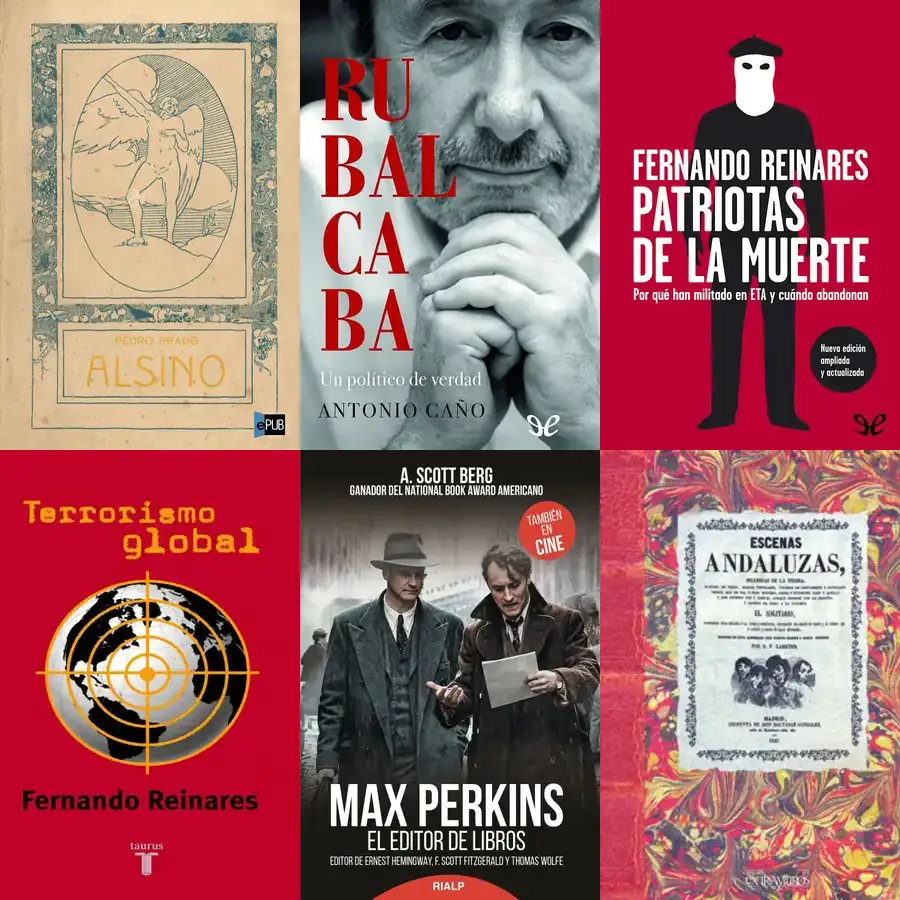 PEDRO PRADO
ALSINO
ePUB
RU
BAL
CA
BA
Un político de verdad
ANTONIO CAÑO
FERNANDO REINARES
PATRIOTAS
DE LA MUERTE
Por qué han militado en ETA y cuándo abandonan
Nueva edición
ampliada
y actualizada
Terrorismo
global
Fernando Reinares
taurus
T
A. SCOTT BERG
GANADOR DEL NATIONAL BOOK AWARD AMERICANO
TAMBIÉN
EN
CINE
MAX PERKINS
EL EDITOR DE LIBROS
EDITOR DE ERNEST HEMINGWAY, F. SCOTT FITZGERALD Y THOMAS WOLFE
RIALP
ESCENAS
ANDALUZAS,
EL SOLITARIO,
MADRID,
EXTRAMUROS